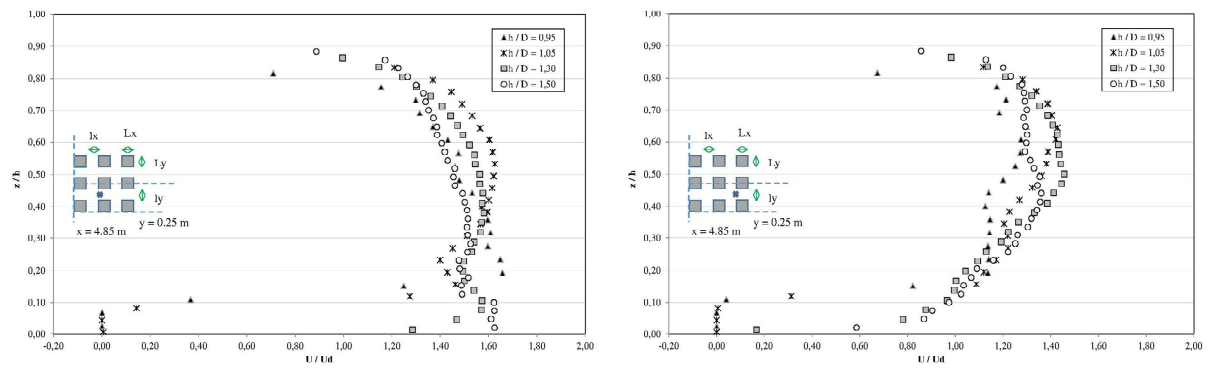 1,00
0,90
0,80
0,70
0,60
0,50
0,40
0,30
0,20
0,10
0,00
z / h
-0,20
0,00
0,20
0,40
0,60
0,80
1,00
1,20
1,40
1,60
1,80
2,00
U / Ud
h / D = 0,95
h / D = 1,05
h / D = 1,30
h / D = 1,50
lx
Lx
Ly
ly
x = 4.85 m
y = 0.25 m
1,00
0,90
0,80
0,70
0,60
0,50
0,40
0,30
0,20
0,10
0,00
z / h
-0,20
0,00
0,20
0,40
0,60
0,80
1,00
1,20
1,40
1,60
1,80
2,00
U / Ud
h / D = 0,95
h / D = 1,05
h / D = 1,30
h / D = 1,50
lx
Lx
Ly
ly
x = 4.85 m
y = 0.25 m